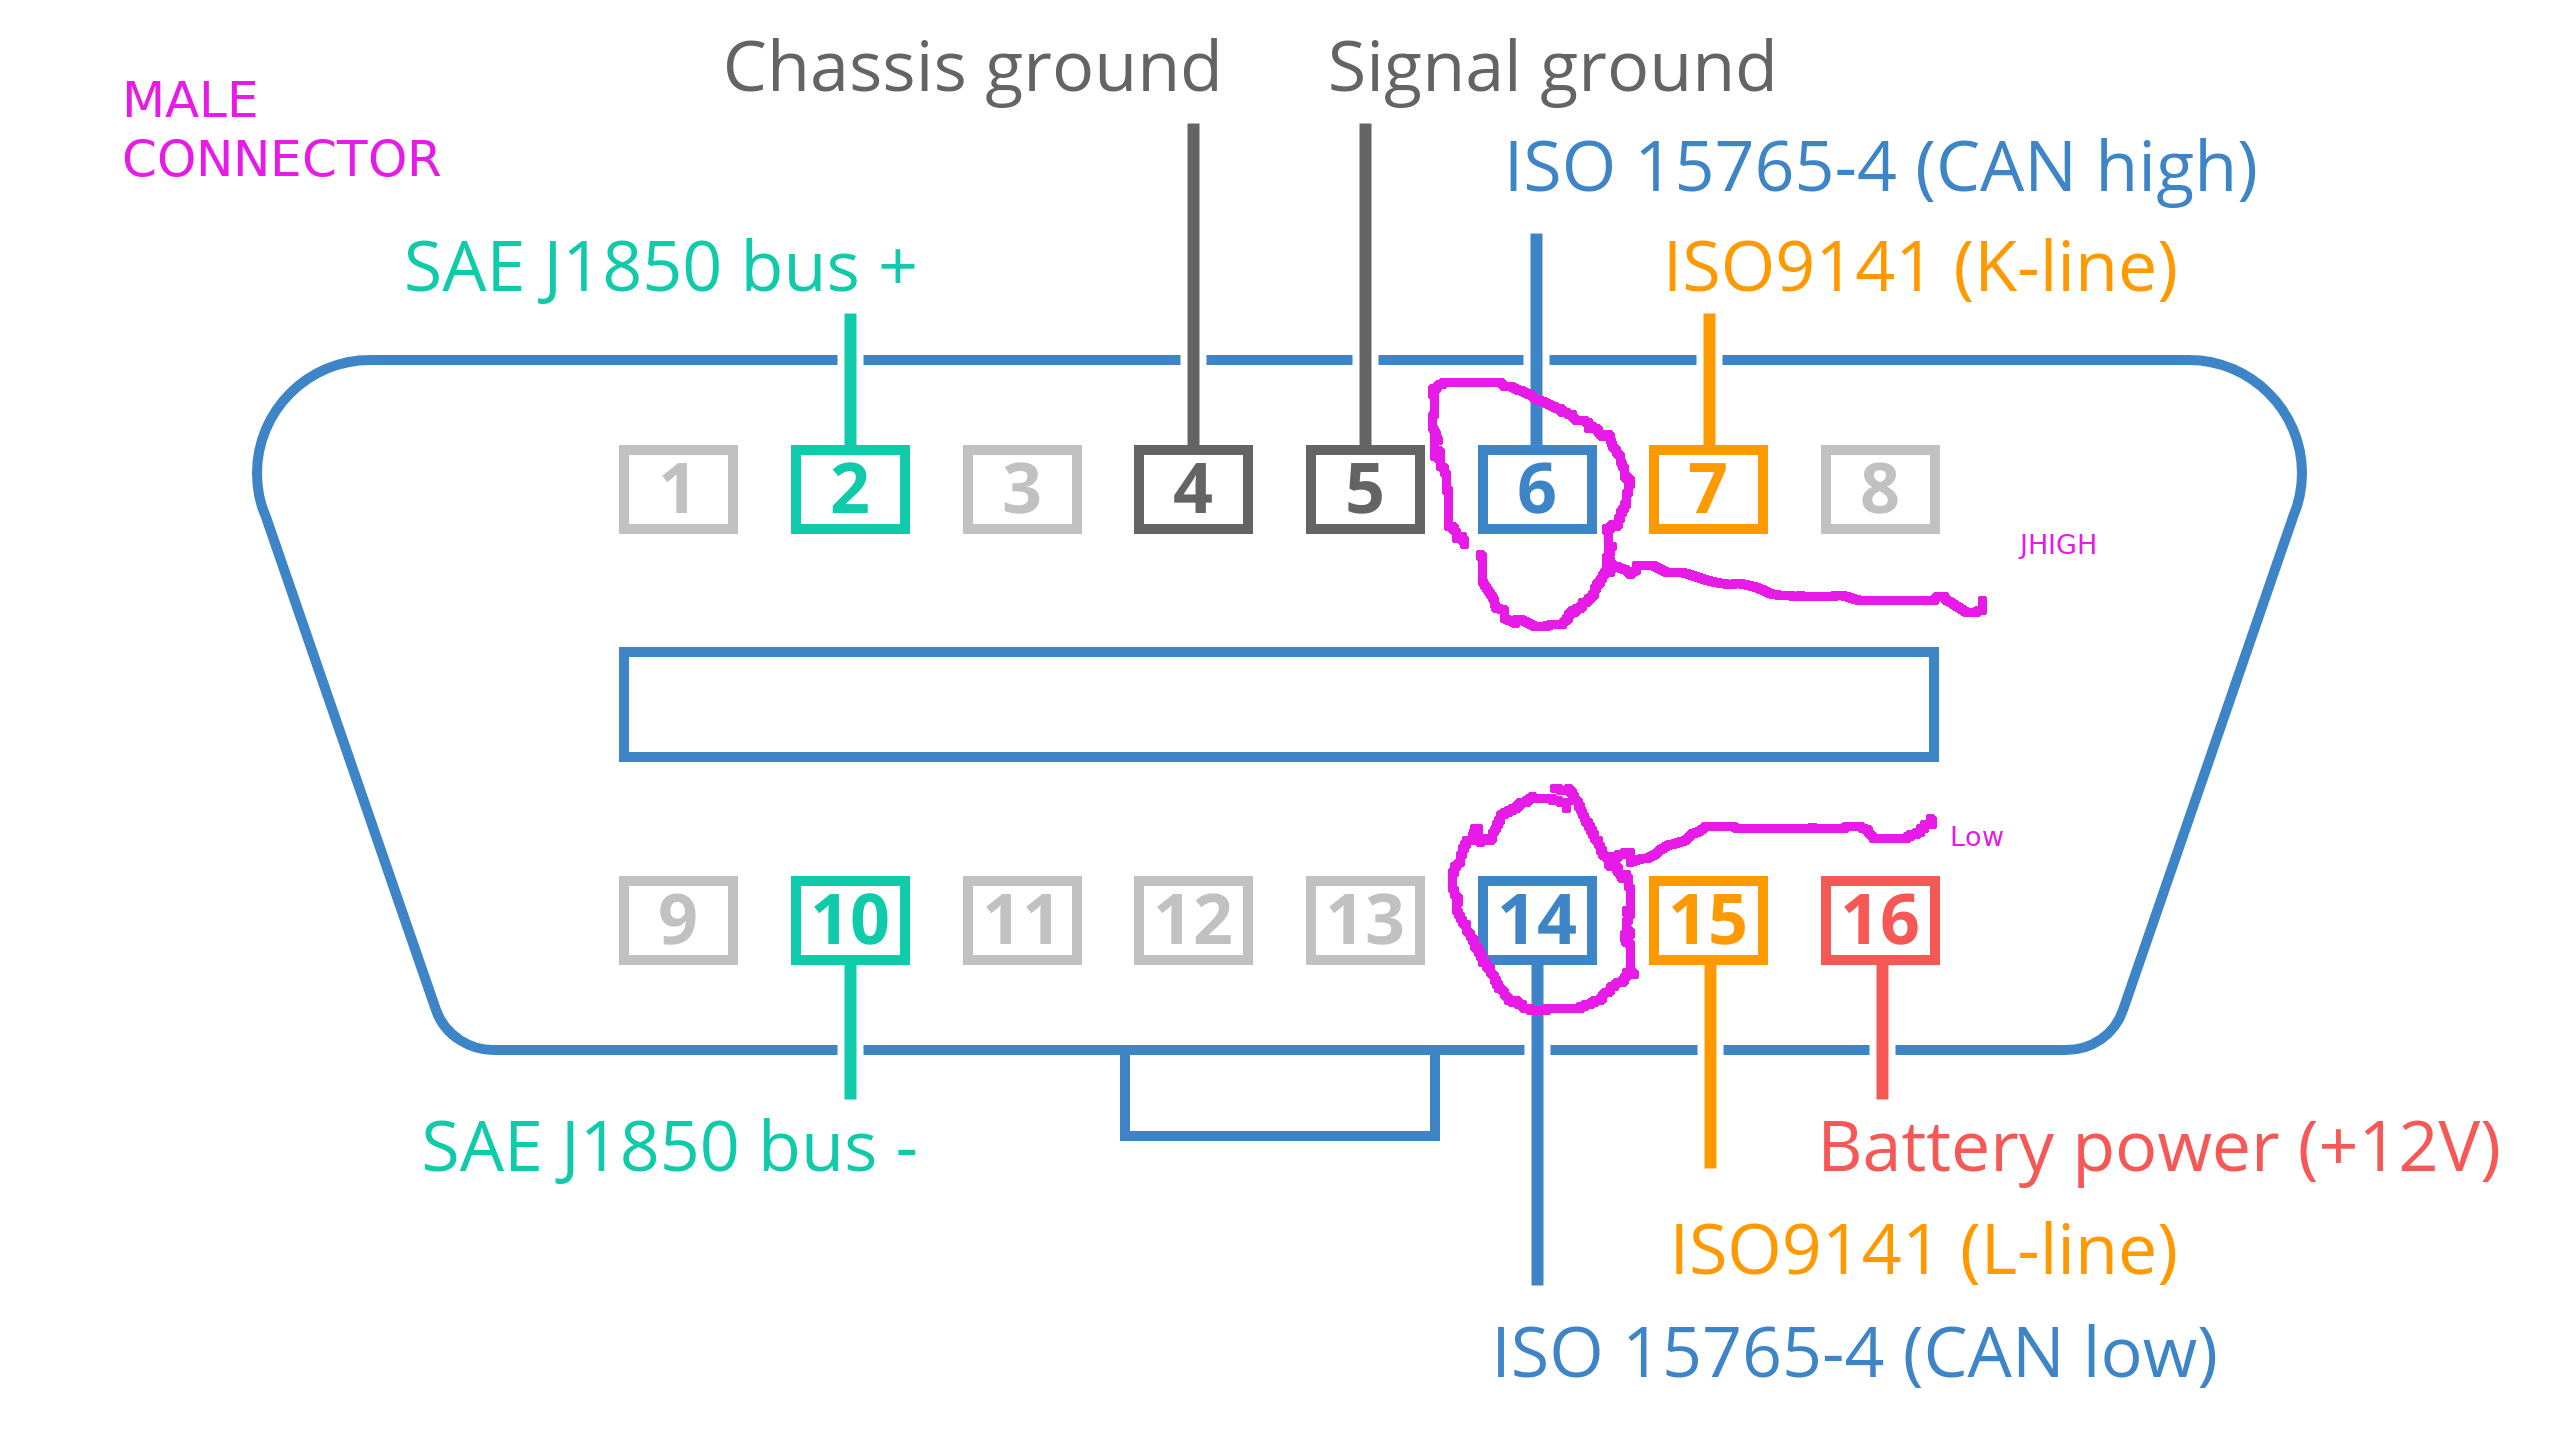 Chassis ground Signal ground
MALE
CONNECTOR
ISO 15765-4 (CAN high)
SAE J1850 bus + ISO9141 (K-line)
1 2 3 4 5 6 7 8
JHIGH
Low
9 10 11 12 13 14 15 16
SAE J1850 bus - Battery power (+12V)
ISO9141 (L-line)
ISO 15765-4 (CAN low)